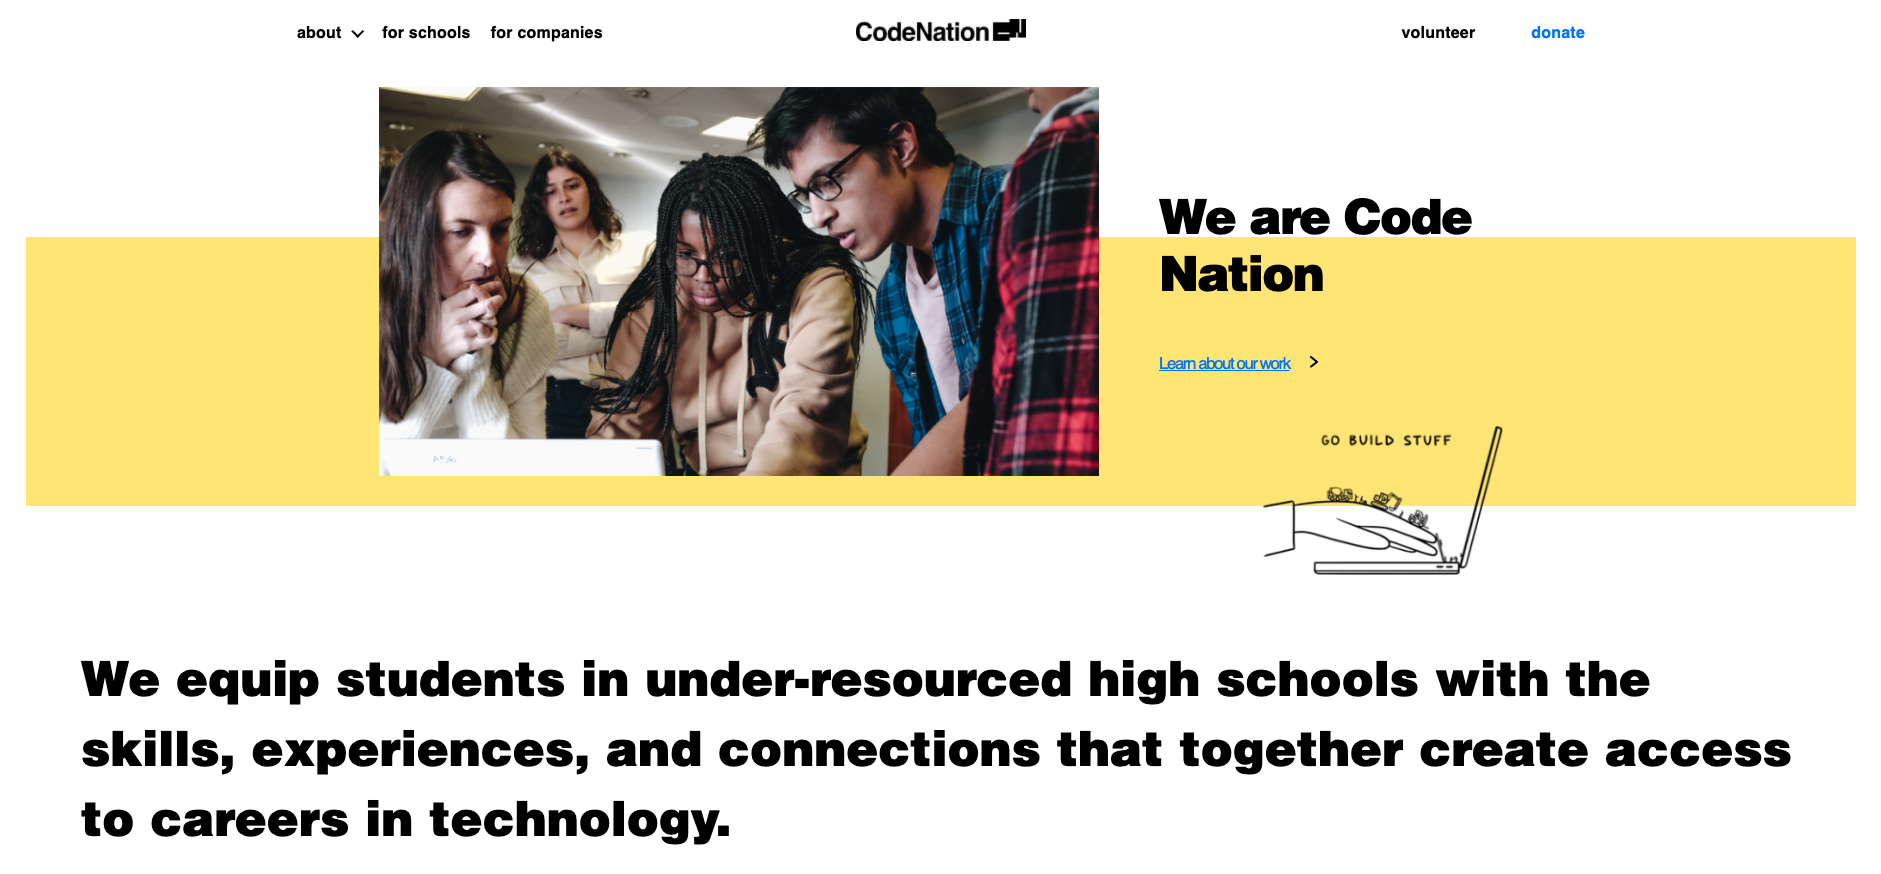 about for schools for companies CodeNation volunteer donate
We are Code
Nation
Learn about our work
GO BUILD STUFF
We equip students in under-resourced high schools with the
skills, experiences, and connections that together create access
to careers in technology.